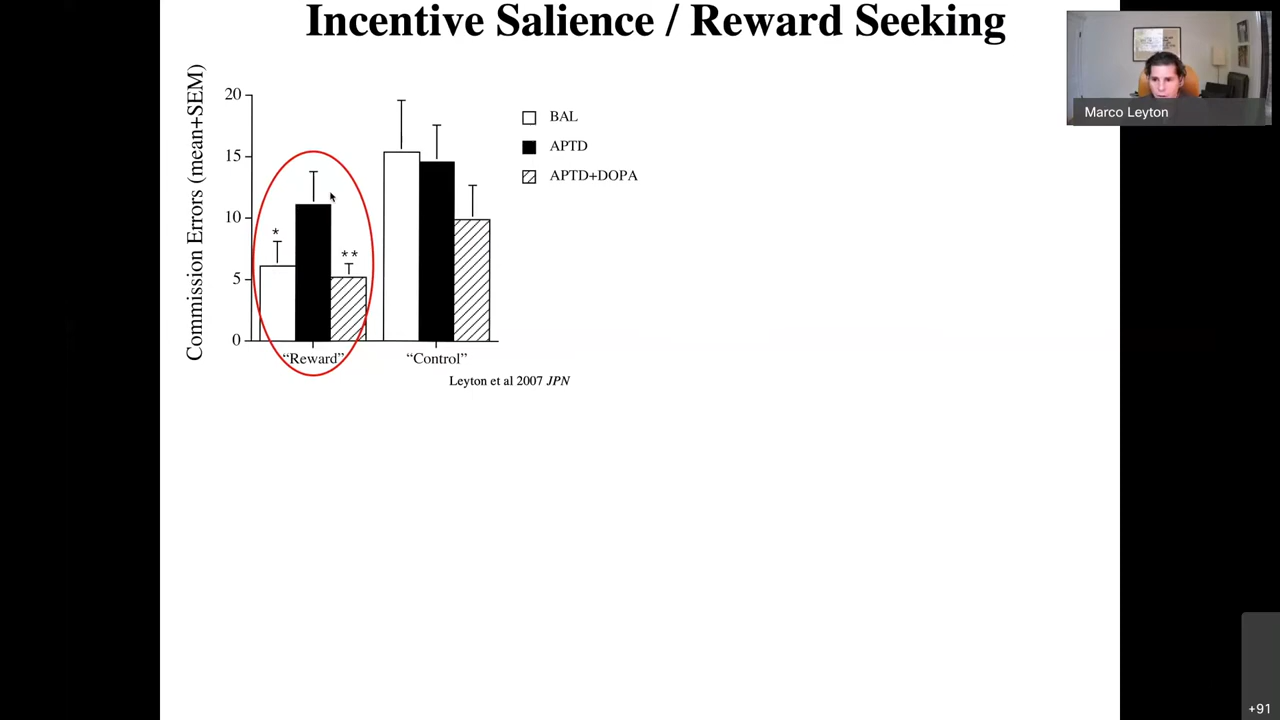 Incentive Salience / Reward Seeking
Marco Leyton
Commission Errors (mean+SEM)
20
15
10
5
0
*
**
BAL
APTD
APTD+DOPA
“Reward”
“Control”
Leyton et al 2007 JPN
+91